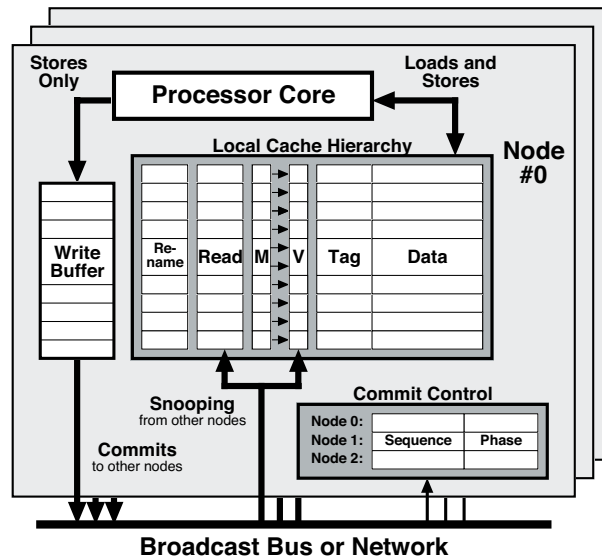 Stores
Only
Processor Core
Loads and
Stores
Local Cache Hierarchy
Node
#0
Write
Buffer
Re-
name
Read
M
V
Tag
Data
Snooping
from other nodes
Commits
to other nodes
Commit Control
Node 0:
Node 1: Sequence Phase
Node 2:
Broadcast Bus or Network